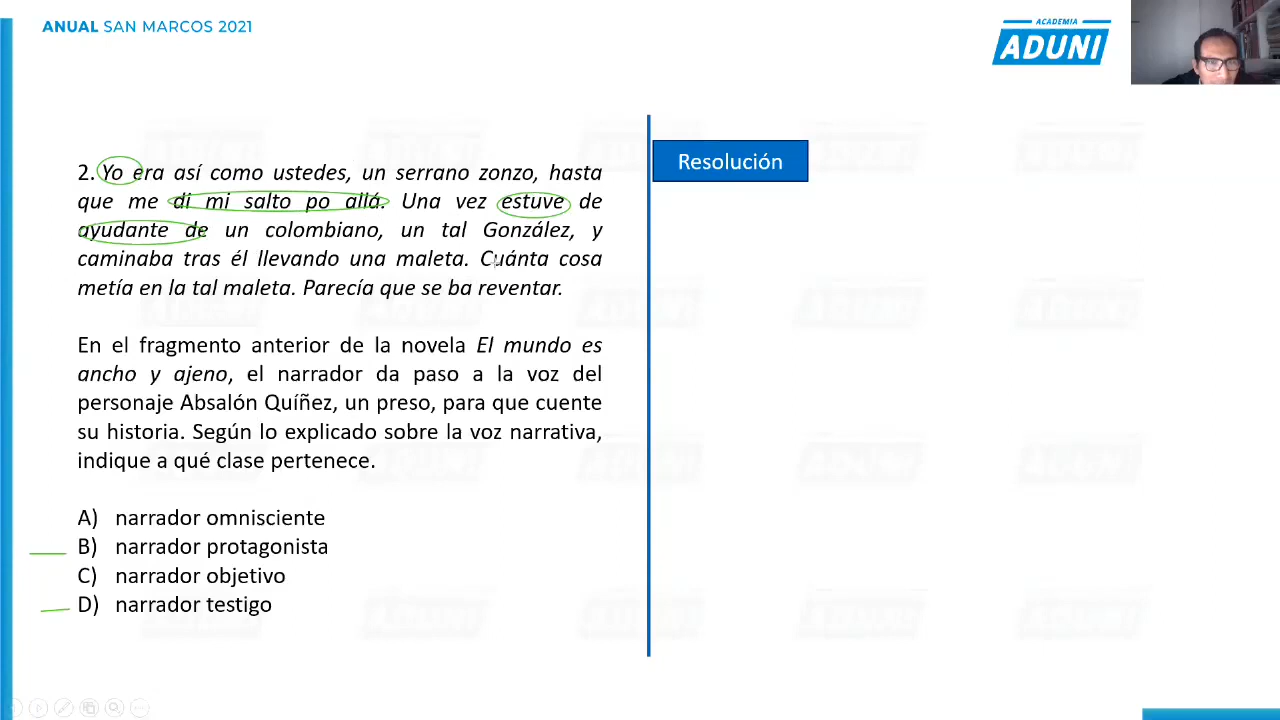 ANUAL SAN MARCOS 2021
ACADEMIA
ADUNI
2. Yo era así como ustedes, un serrano zonzo, hasta
que me di mi salto po allá. Una vez estuve de
ayudante de un colombiano, un tal González, y
caminaba tras él llevando una maleta. Cuánta cosa
metía en la tal maleta. Parecía que se ba reventar.
En el fragmento anterior de la novela El mundo es
ancho y ajeno, el narrador da paso a la voz del
personaje Absalón Quíñez, un preso, para que cuente
su historia. Según lo explicado sobre la voz narrativa,
indique a qué clase pertenece.
A) narrador omnisciente
B) narrador protagonista
C) narrador objetivo
D) narrador testigo
Resolución